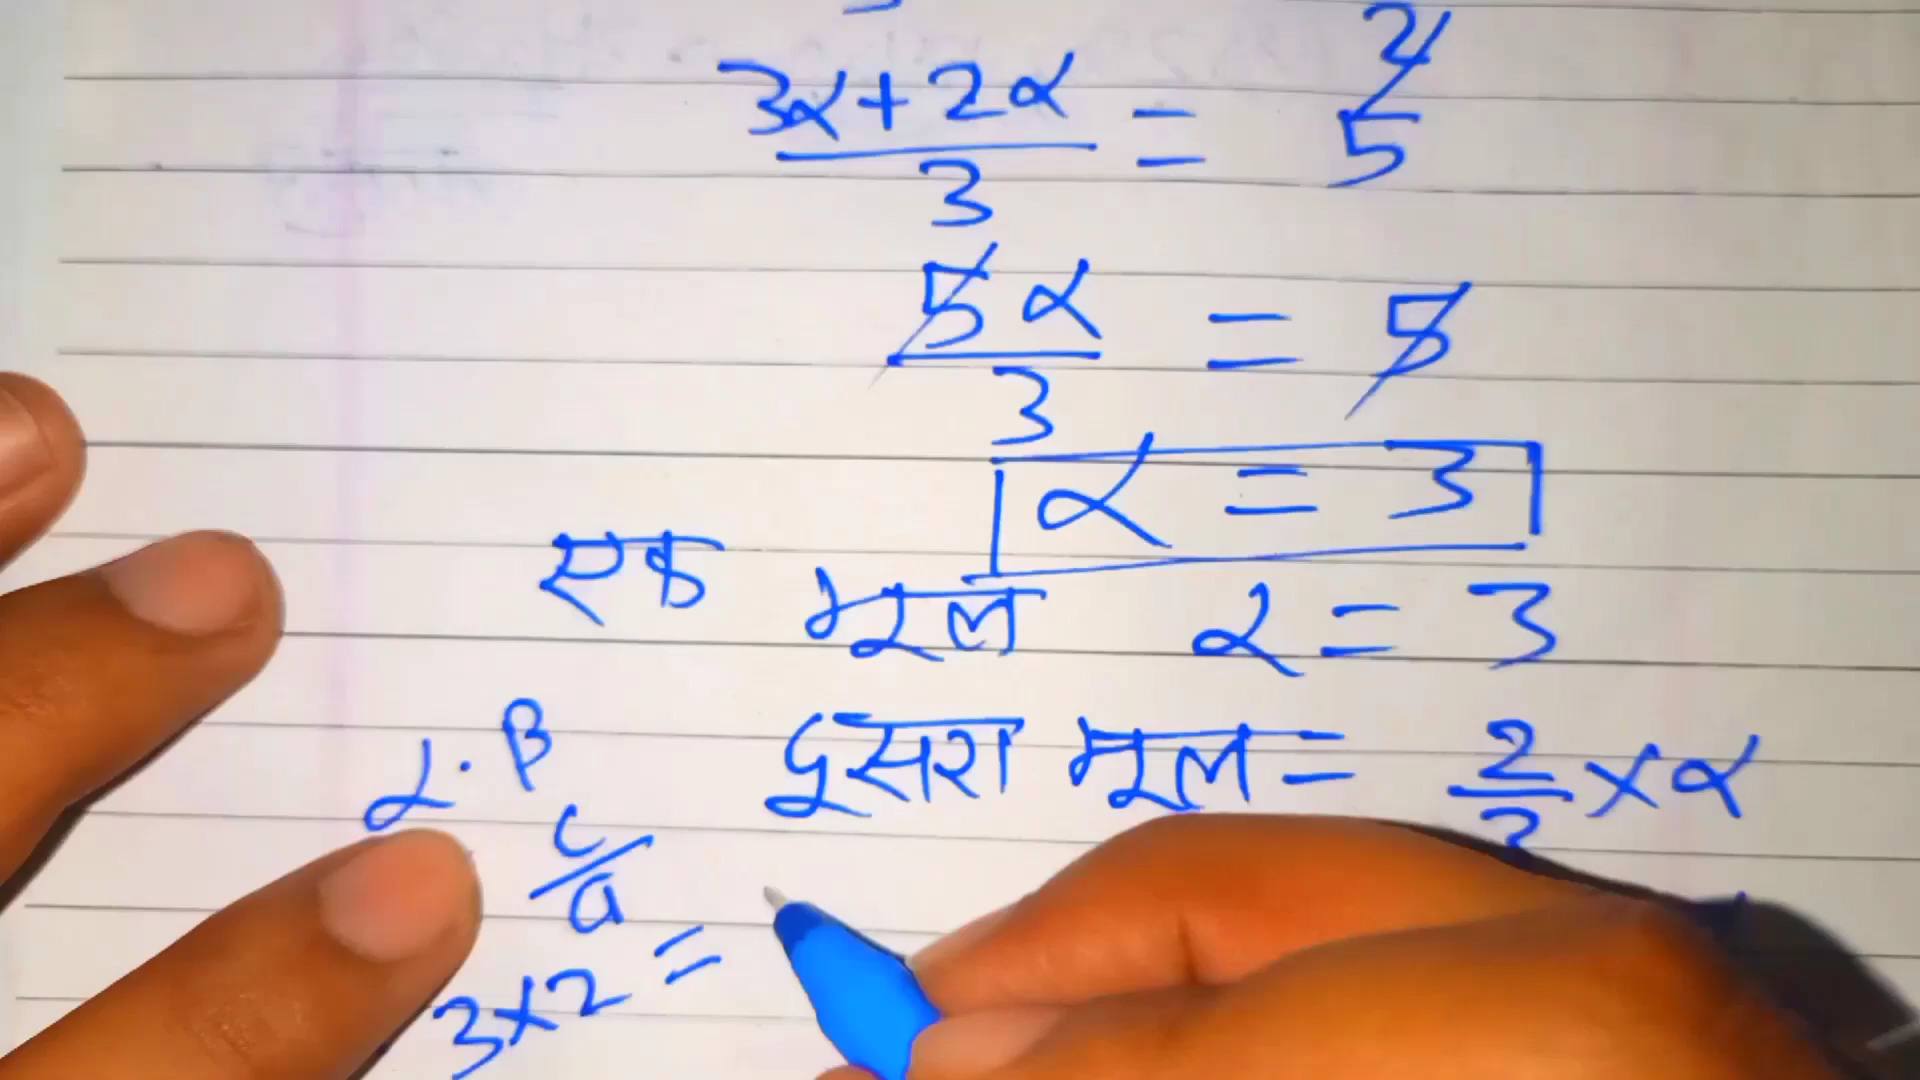 3α + 2α / 3 = 5
5α / 3 = 5
α = 3
एक मूल α = 3
दूसरा मूल = 2/3 × α
α · β
c/a
3 × 2 =